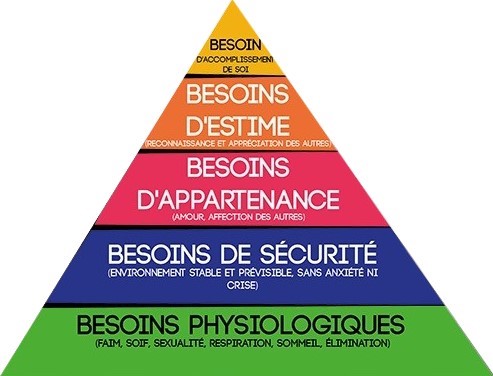 BESOIN
D'ACCOMPLISSEMENT
DE SOI
BESOINS
D'ESTIME
(RECONNAISSANCE ET APPRÉCIATION DES AUTRES)
BESOINS
D'APPARTENANCE
(AMOUR, AFFECTION DES AUTRES)
BESOINS DE SÉCURITÉ
(ENVIRONNEMENT STABLE ET PRÉVISIBLE, SANS ANXIÉTÉ NI
CRISE)
BESOINS PHYSIOLOGIQUES
(FAIM, SOIF, SEXUALITÉ, RESPIRATION, SOMMEIL, ÉLIMINATION)